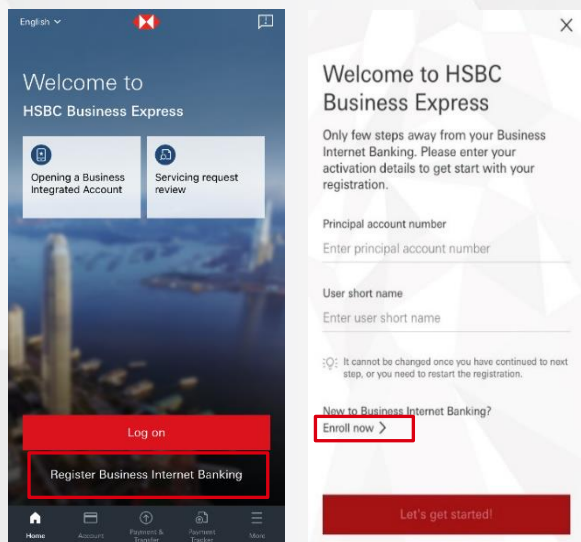 English
Welcome to
HSBC Business Express
Opening a Business
Integrated Account
Servicing request
review
Log on
Register Business Internet Banking
Home
Account
Payment &
Transfer
Payment
Tracker
More
Welcome to HSBC
Business Express
Only few steps away from your Business
Internet Banking. Please enter your
activation details to get start with your
registration.
Principal account number
Enter principal account number
User short name
Enter user short name
It cannot be changed once you have continued to next
step, or you need to restart the registration.
New to Business Internet Banking?
Enroll now
Let's get started!